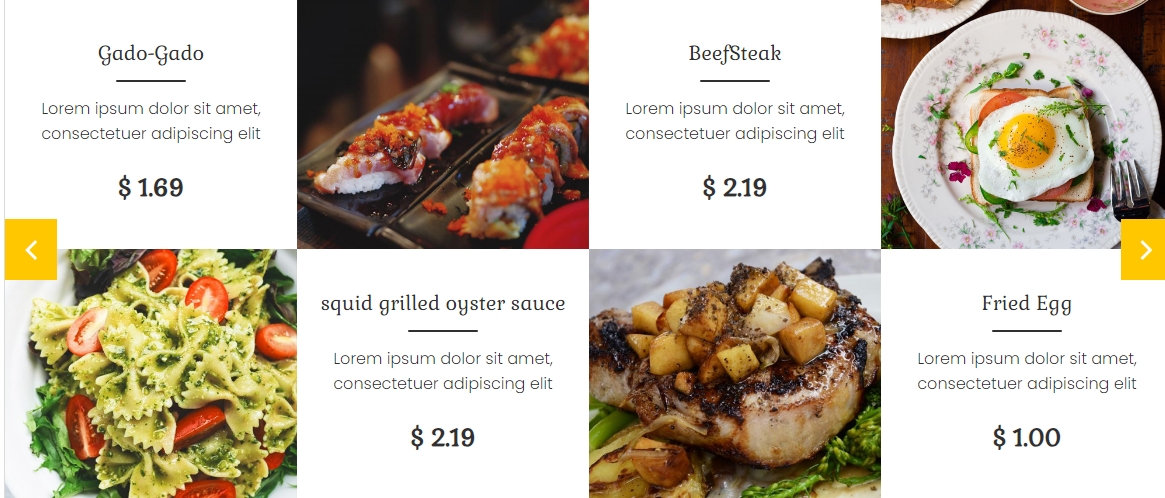 Gado-Gado
Lorem ipsum dolor sit amet,
consectetuer adipiscing elit
$ 1.69
BeefSteak
Lorem ipsum dolor sit amet,
consectetuer adipiscing elit
$ 2.19
squid grilled oyster sauce
Lorem ipsum dolor sit amet,
consectetuer adipiscing elit
$ 2.19
Fried Egg
Lorem ipsum dolor sit amet,
consectetuer adipiscing elit
$ 1.00